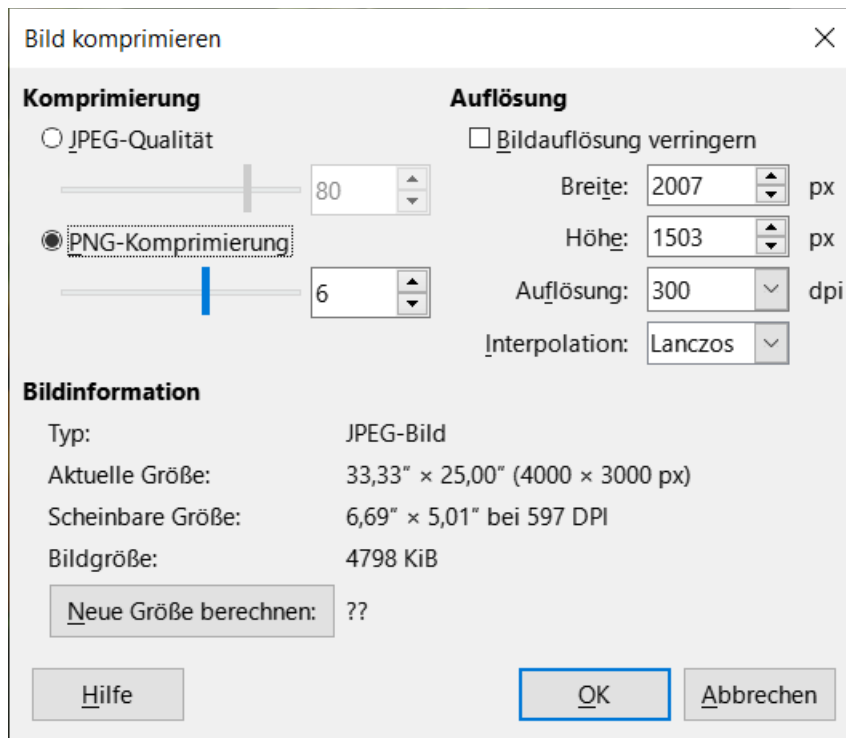 Bild komprimieren
Komprimierung
JPEG-Qualität
80
PNG-Komprimierung
6
Auflösung
Bildauflösung verringern
Breite: 2007 px
Höhe: 1503 px
Auflösung: 300 dpi
Interpolation: Lanczos
Bildinformation
Typ: JPEG-Bild
Aktuelle Größe: 33,33″ × 25,00″ (4000 × 3000 px)
Scheinbare Größe: 6,69″ × 5,01″ bei 597 DPI
Bildgröße: 4798 KiB
Neue Größe berechnen: ??
Hilfe OK Abbrechen